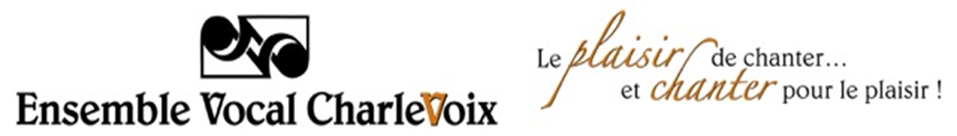 Ensemble Vocal CharleVoix
Le plaisir de chanter...
et chanter pour le plaisir !